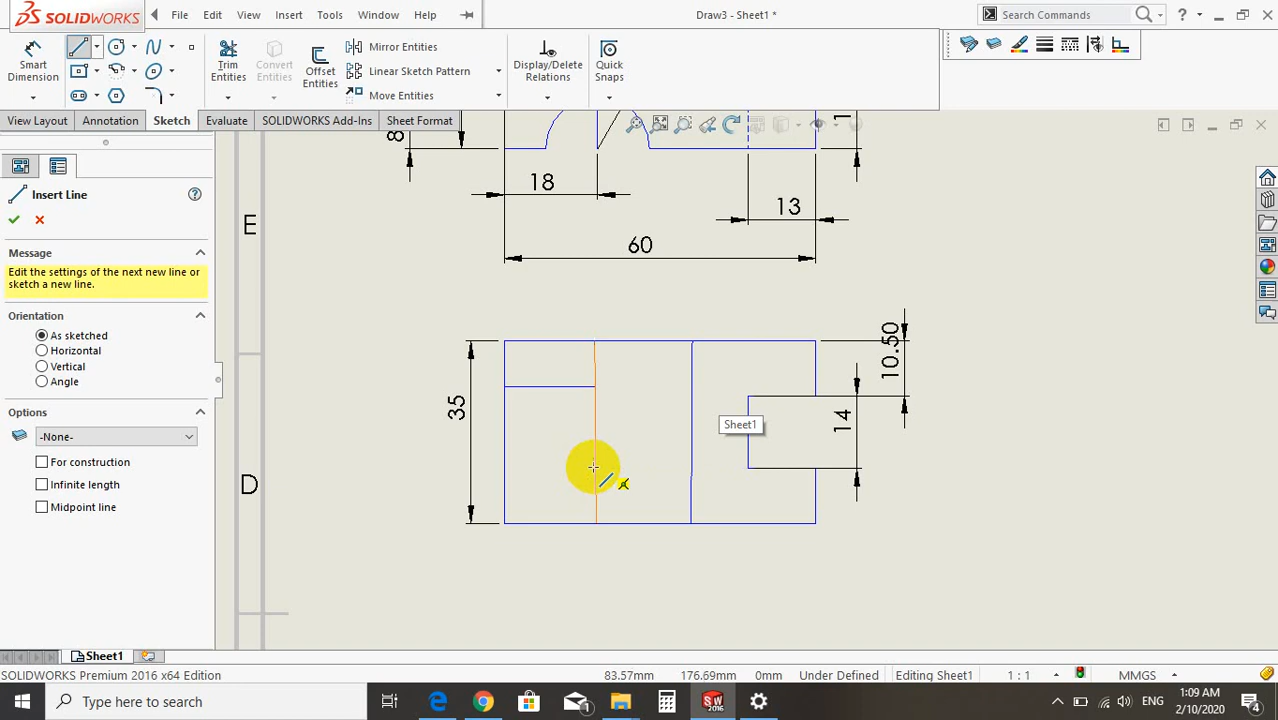 SOLIDWORKS File Edit View Insert Tools Window Help Draw3 - Sheet1 * Search Commands ?
Smart Dimension
Trim Entities
Convert Entities
Offset Entities
Mirror Entities
Linear Sketch Pattern
Move Entities
Display/Delete Relations
Quick Snaps
View Layout Annotation Sketch Evaluate SOLIDWORKS Add-Ins Sheet Format
Insert Line
Message
Edit the settings of the next new line or
sketch a new line.
Orientation
As sketched
Horizontal
Vertical
Angle
Options
-None-
For construction
Infinite length
Midpoint line
E
D
8
1
18
13
60
35
10.50
14
Sheet1
Sheet1
SOLIDWORKS Premium 2016 x64 Edition 83.57mm 176.69mm 0mm Under Defined Editing Sheet1 1 : 1 MMGS
Type here to search
1
SW
2016
ENG
1:09 AM
2/10/2020
4